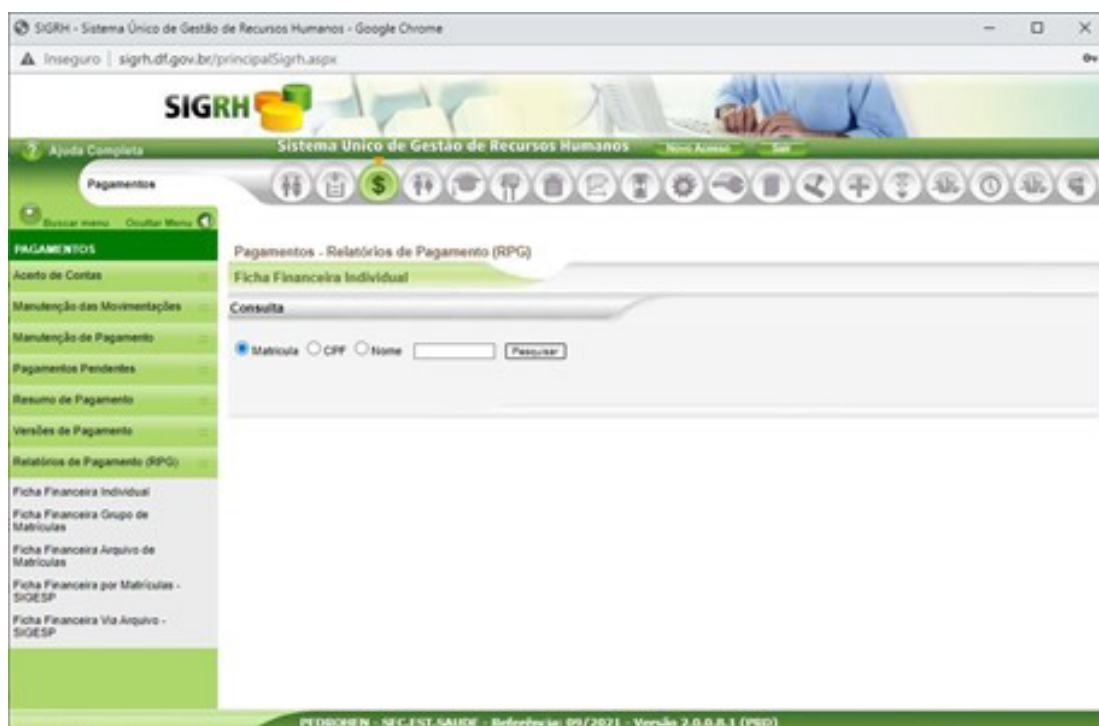 SIGRH - Sistema Único de Gestão de Recursos Humanos - Google Chrome
Inseguro | sigrh.df.gov.br/principalSigrh.aspx
SIGRH
? Ajuda Completa
Sistema Único de Gestão de Recursos Humanos
Novo Acesso
Sair
Pagamentos
$
Buscar menu Ocultar Menu
PAGAMENTOS
Acerto de Contas
Manutenção das Movimentações
Manutenção de Pagamento
Pagamentos Pendentes
Resumo de Pagamento
Versões de Pagamento
Relatórios de Pagamento (RPG)
Ficha Financeira Individual
Ficha Financeira Grupo de
Matrículas
Ficha Financeira Arquivo de
Matrículas
Ficha Financeira por Matrículas -
SIGESP
Ficha Financeira Via Arquivo -
SIGESP
Pagamentos - Relatórios de Pagamento (RPG)
Ficha Financeira Individual
Consulta
Matrícula CPF Nome Pesquisar
PEDROHEN - SEC.EST.SAUDE - Referência: 09/2021 - Versão 2.0.0.8.1 (PRD)